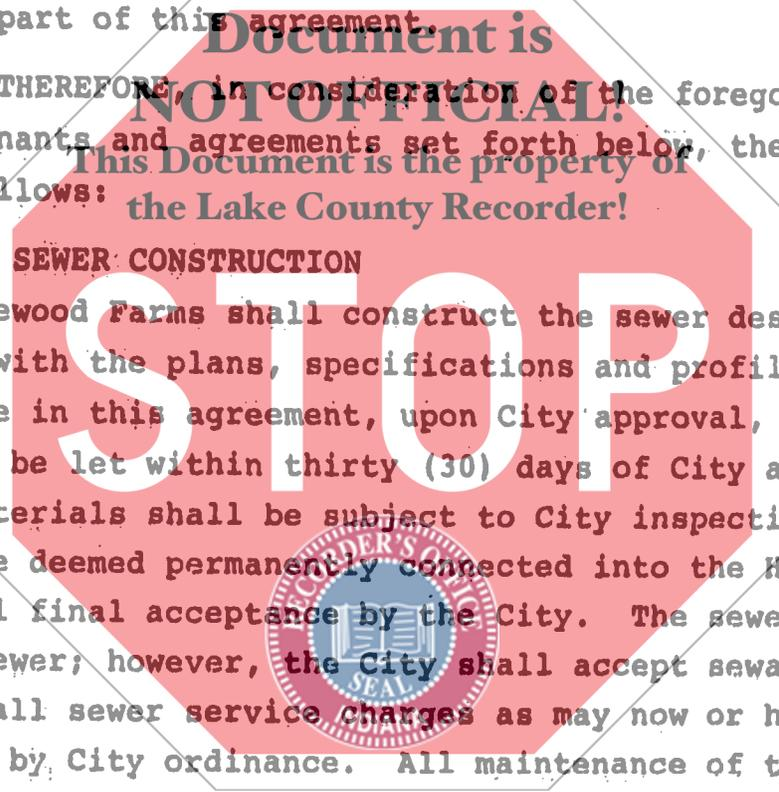 part of this agreement.
Document is
THEREFORE, in consideration of the forego
NOT OFFICIAL!
nants and agreements set forth below, the
This Document is the property of
llows:
the Lake County Recorder!
SEWER CONSTRUCTION
ewood Farms shall construct the sewer des
STOP
with the plans, specifications and profil
e in this agreement, upon City approval,
be let within thirty (30) days of City a
terials shall be subject to City inspecti
RECORDER'S OFFICE
e deemed permanently connected into the H
l final acceptance by the City. The sewe
ewer; however, the City shall accept sewa
SEAL
all sewer service charges as may now or h
by City ordinance. All maintenance of t